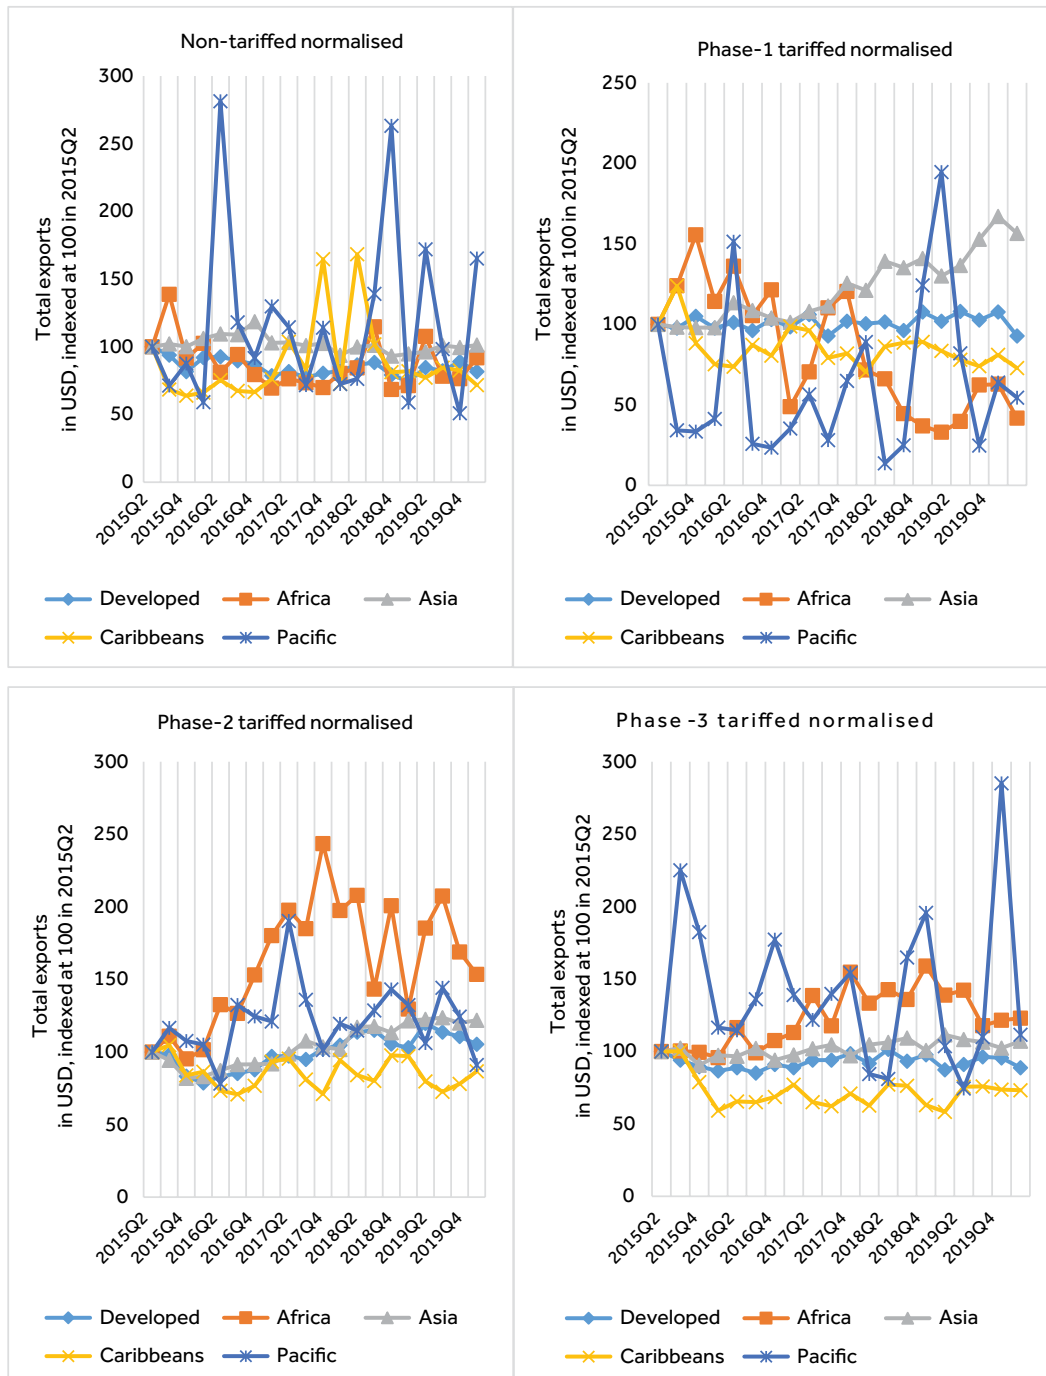 Non-tariffed normalised
Total exports
in USD, indexed at 100 in 2015Q2
300
250
200
150
100
50
0
2015Q2
2015Q4
2016Q2
2016Q4
2017Q2
2017Q4
2018Q2
2018Q4
2019Q2
2019Q4
Developed
Africa
Asia
Caribbeans
Pacific
Phase-1 tariffed normalised
Total exports
in USD, indexed at 100 in 2015Q2
250
200
150
100
50
0
2015Q2
2015Q4
2016Q2
2016Q4
2017Q2
2017Q4
2018Q2
2018Q4
2019Q2
2019Q4
Developed
Africa
Asia
Caribbeans
Pacific
Phase-2 tariffed normalised
Total exports
in USD, indexed at 100 in 2015Q2
300
250
200
150
100
50
0
2015Q2
2015Q4
2016Q2
2016Q4
2017Q2
2017Q4
2018Q2
2018Q4
2019Q2
2019Q4
Developed
Africa
Asia
Caribbeans
Pacific
Phase -3 tariffed normalised
Total exports
in USD, indexed at 100 in 2015Q2
300
250
200
150
100
50
0
2015Q2
2015Q4
2016Q2
2016Q4
2017Q2
2017Q4
2018Q2
2018Q4
2019Q2
2019Q4
Developed
Africa
Asia
Caribbeans
Pacific